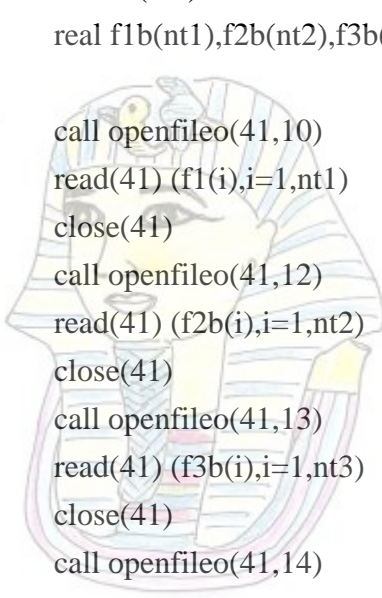 real f1b(nt1),f2b(nt2),f3b(
call openfileo(41,10)
read(41) (f1(i),i=1,nt1)
close(41)
call openfileo(41,12)
read(41) (f2b(i),i=1,nt2)
close(41)
call openfileo(41,13)
read(41) (f3b(i),i=1,nt3)
close(41)
call openfileo(41,14)